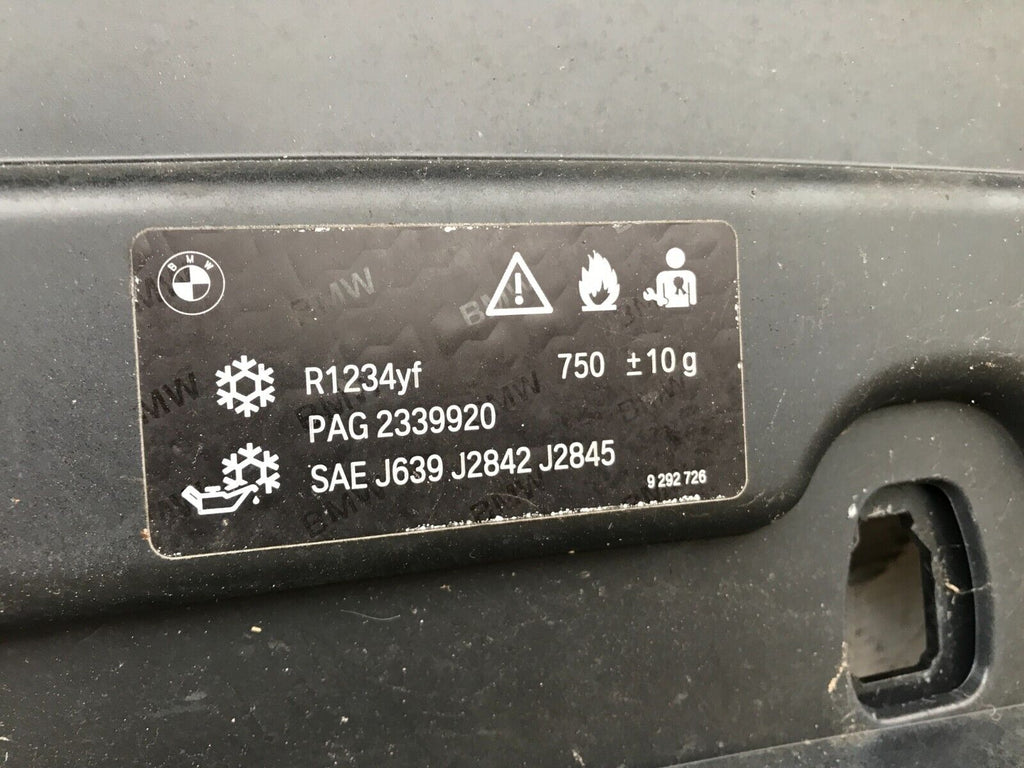 BMW
R1234yf 750 ±10 g
PAG 2339920
SAE J639 J2842 J2845
9 292 726